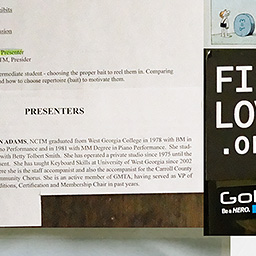 hibits
Presenter
TM, Presider
ermediate student - choosing the proper bait to reel them in. Comparing
nd how to choose repertoire (bait) to motivate them.
PRESENTERS
N ADAMS, NCTM graduated from West Georgia College in 1978 with BM in
no Performance and in 1981 with MM Degree in Piano Performance. She stud-
with Betty Tolbert Smith. She has operated a private studio since 1975 until the
sent. She has taught Keyboard Skills at University of West Georgia since 2002
ere she is the staff accompanist and also the accompanist for the Carroll County
mmunity Chorus. She is an active member of GMTA, having served as VP of
ditions, Certification and Membership Chair in past years.
FI
LO
.O
GoP
Be a HERO.